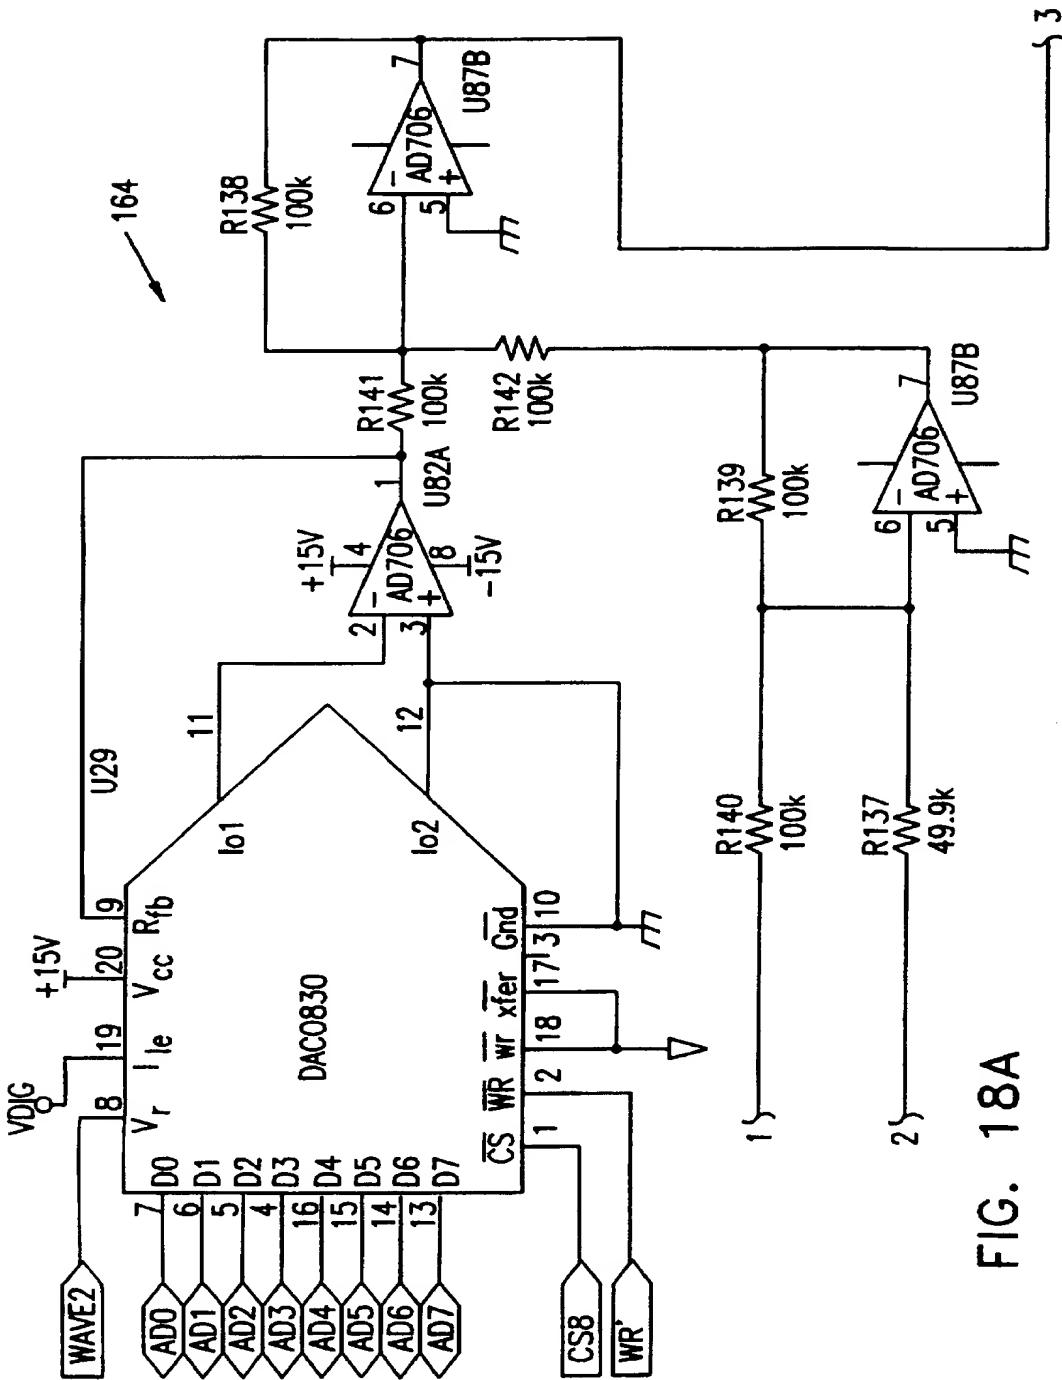 164
R138
100k
6
5
−
+
AD706
7
U87B
3
R141
100k
R142
100k
+15V
4
2
3
−
+
AD706
1
8
−15V
U82A
U29
11
12
Io1
Io2
VDIG
+15V
8
19
20
9
Vr
Ile
Vcc
Rfb
DAC0830
WAVE2
AD0
7
D0
AD1
6
D1
AD2
5
D2
AD3
4
D3
AD4
16
D4
AD5
15
D5
AD6
14
D6
AD7
13
D7
CS
WR
wr
xfer
Gnd
1
2
18
17
3
10
CS8
WR'
1
R140
100k
R139
100k
2
R137
49.9k
6
5
−
+
AD706
7
U87B
FIG. 18A